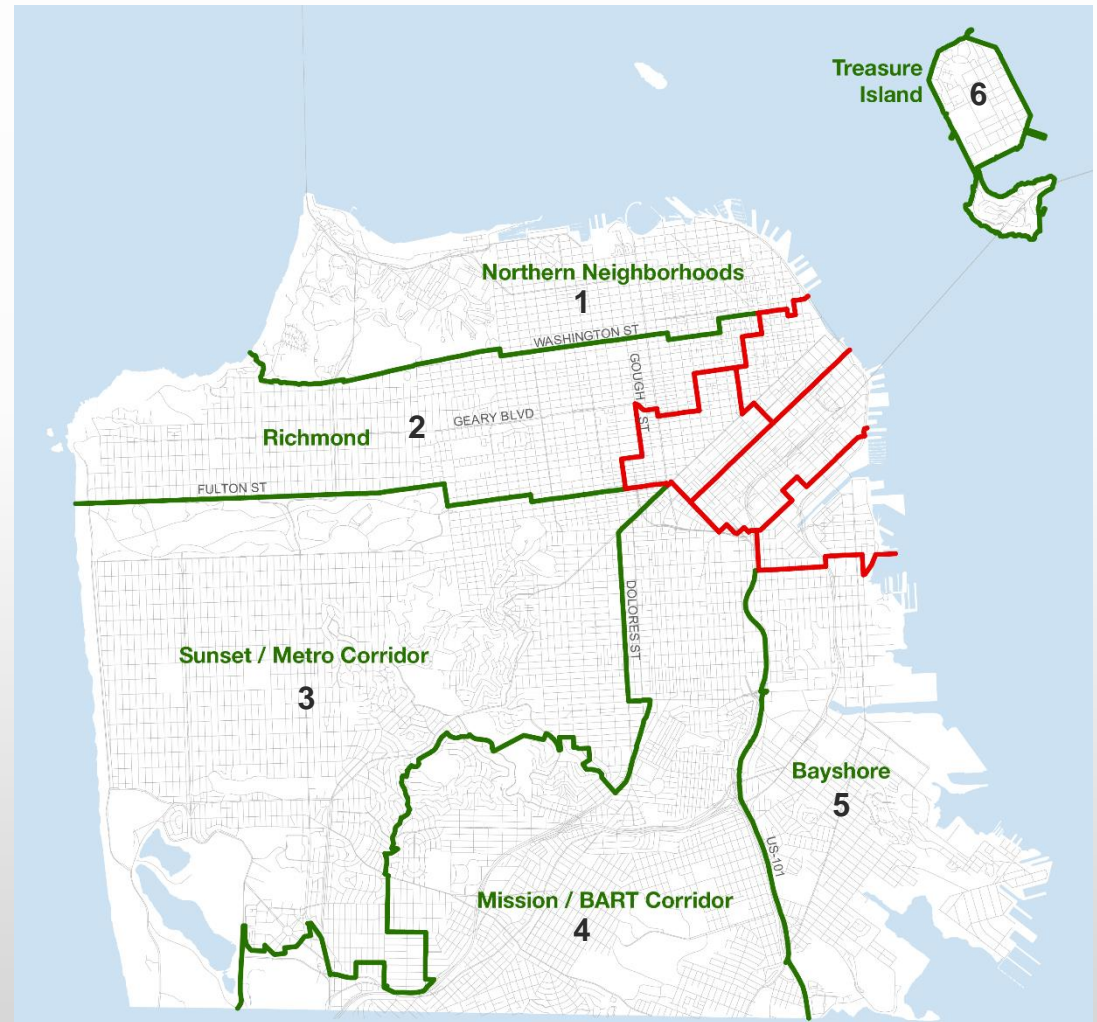 Treasure
Island
6
Northern Neighborhoods
1
WASHINGTON ST
GOUGH ST
GEARY BLVD
2
Richmond
FULTON ST
DOLORES ST
Sunset / Metro Corridor
3
Bayshore
5
US-101
Mission / BART Corridor
4